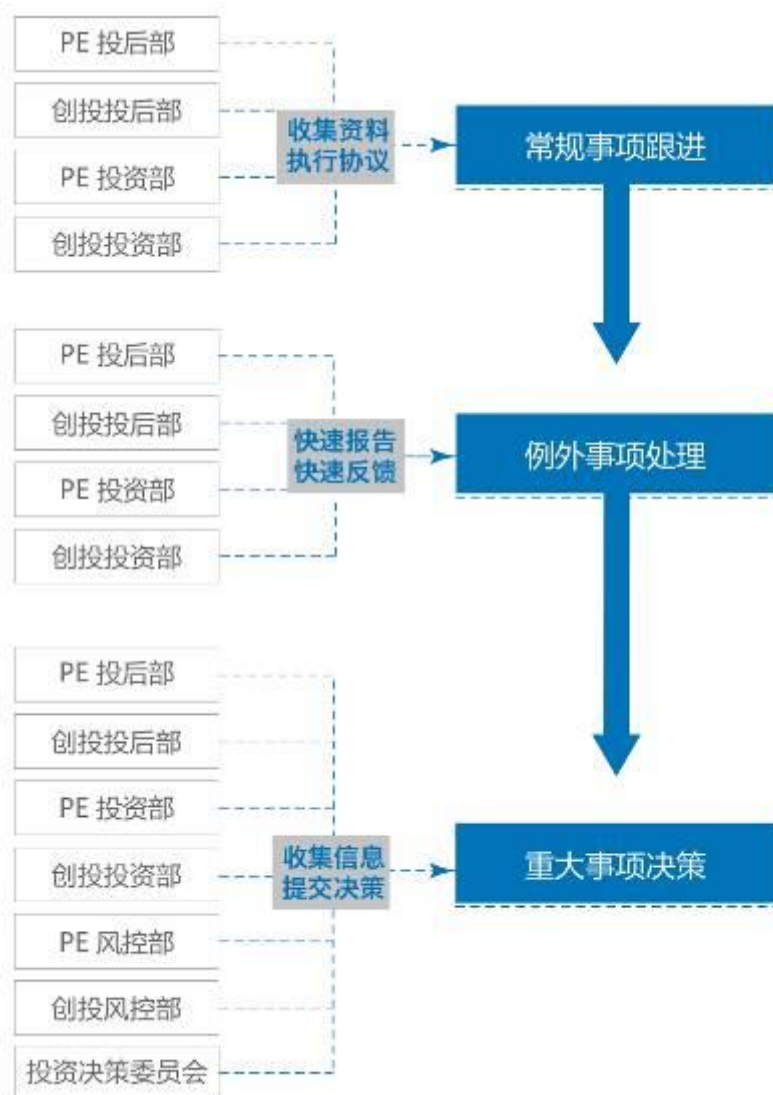 PE 投后部
创投投后部
PE 投资部
创投投资部
收集资料
执行协议
常规事项跟进
PE 投后部
创投投后部
PE 投资部
创投投资部
快速报告
快速反馈
例外事项处理
PE 投后部
创投投后部
PE 投资部
创投投资部
PE 风控部
创投风控部
投资决策委员会
收集信息
提交决策
重大事项决策